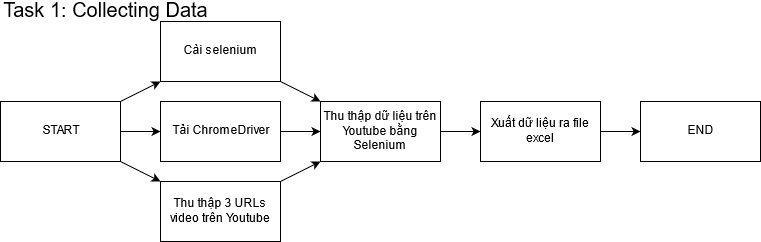 Task 1: Collecting Data
Cải selenium
START
Tải ChromeDriver
Thu thập 3 URLs
video trên Youtube
Thu thập dữ liệu trên
Youtube bằng
Selenium
Xuất dữ liệu ra file
excel
END